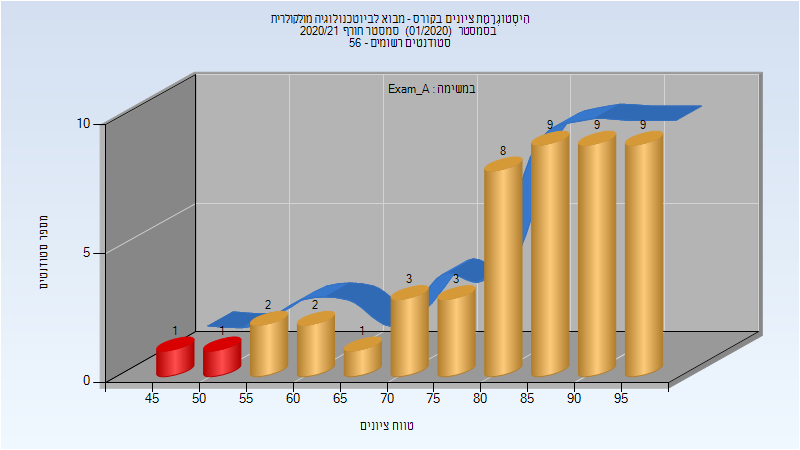 הִיסְטוֹגְרָמַת ציונים בקורס - מבוא לביוטכנולוגיה מולקולרית
בסמסטר (01/2020) סמסטר חורף 2020/21
56 - סטודנטים רשומים
במשימה : Exam_A
10
5
0
מספר סטודנטים
1 1 2 2 1 3 3 8 9 9 9
45 50 55 60 65 70 75 80 85 90 95
טווח ציונים